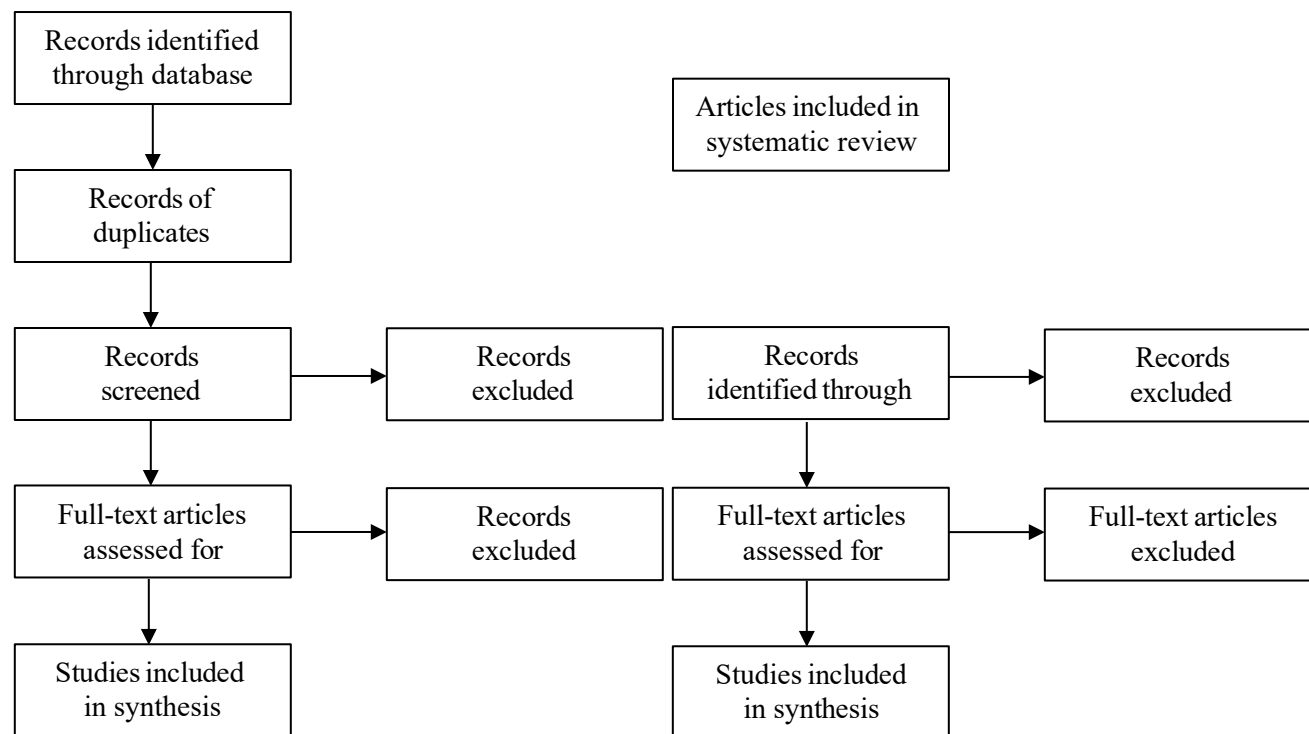 Records identified
through database
Articles included in
systematic review
Records of
duplicates
Records
screened
Records
excluded
Records
identified through
Records
excluded
Full-text articles
assessed for
Records
excluded
Full-text articles
assessed for
Full-text articles
excluded
Studies included
in synthesis
Studies included
in synthesis